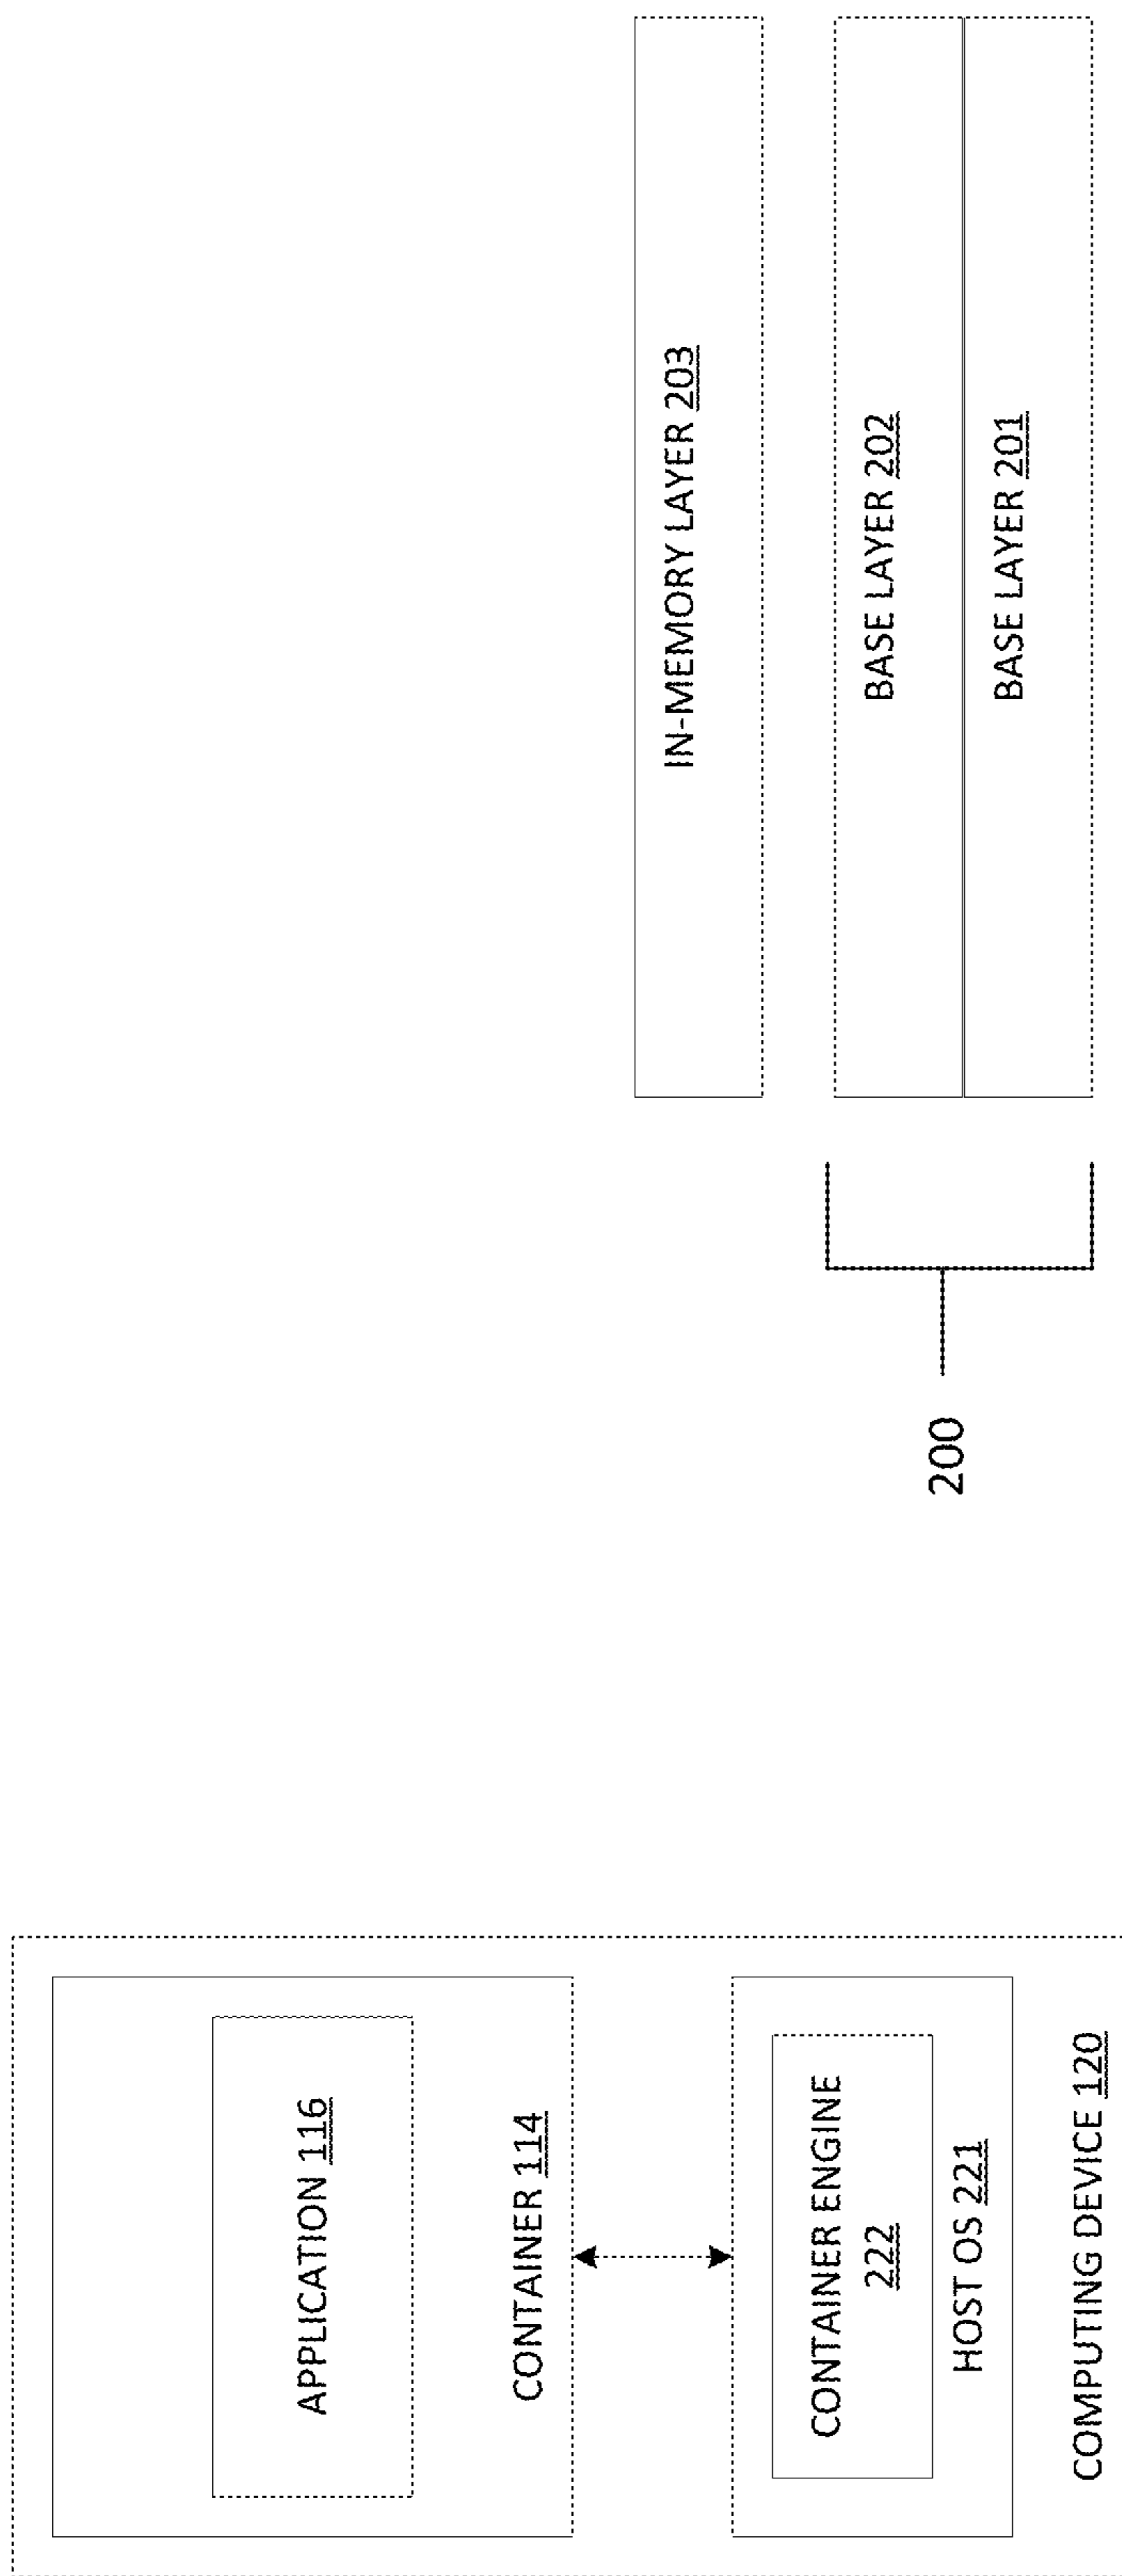 APPLICATION 116
CONTAINER 114
CONTAINER ENGINE
222
HOST OS 221
COMPUTING DEVICE 120
IN-MEMORY LAYER 203
BASE LAYER 202
BASE LAYER 201
200